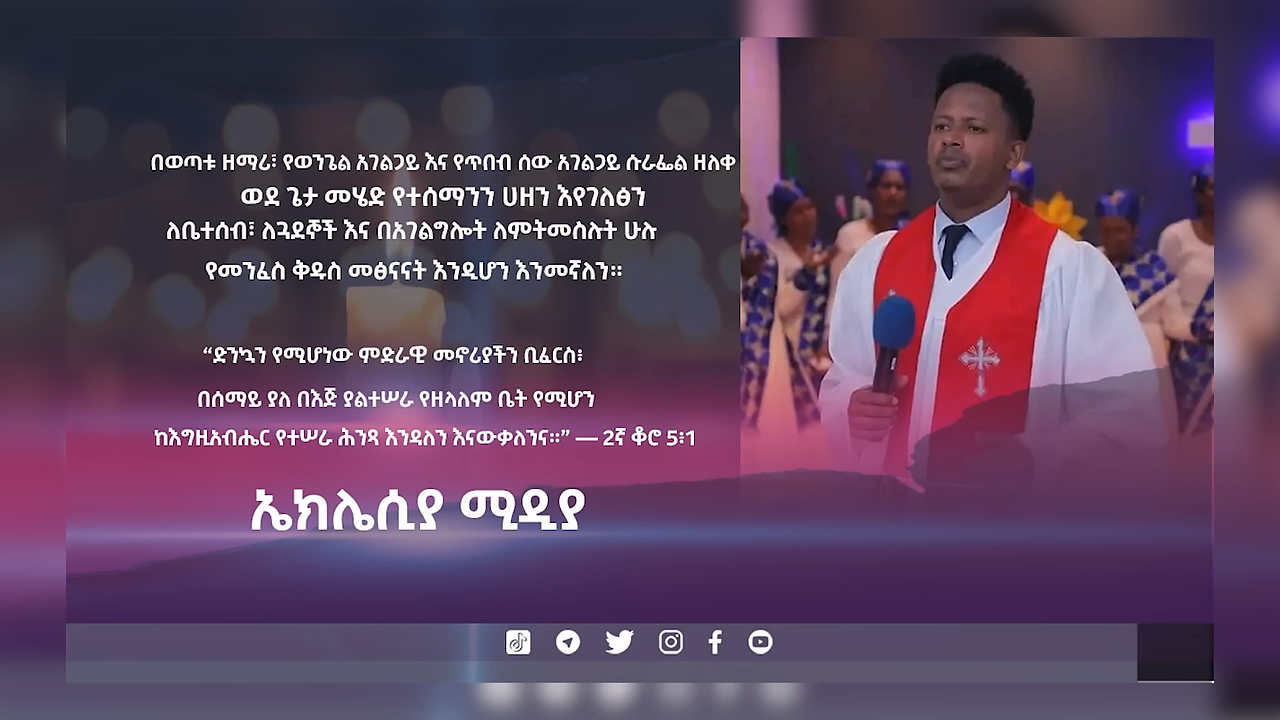 በወጣቱ ዘማሪ፣ የወንጌል አገልጋይ እና የጥበብ ሰው አገልጋይ ሱራፌል ዘለቀ
ወደ ጌታ መሄድ የተሰማንን ሀዘን እየገለፅን
ለቤተሰብ፣ ለጓደኞች እና በአገልግሎት ለምትመስሉት ሁሉ
የመንፈስ ቅዱስ መፅናናት እንዲሆን እንመኛለን።
“ድንኳን የሚሆነው ምድራዊ መኖሪያችን ቢፈርስ፥
በሰማይ ያለ በእጅ ያልተሠራ የዘላለም ቤት የሚሆን
ከእግዚአብሔር የተሠራ ሕንጻ እንዳለን እናውቃለንና።” — 2ኛ ቆሮ 5፥1
ኤክሌሲያ ሚዲያ